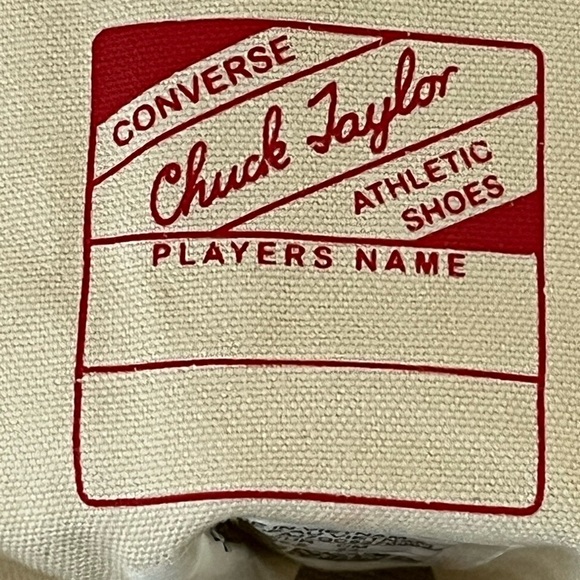 CONVERSE
Chuck Taylor
ATHLETIC
SHOES
PLAYERS NAME